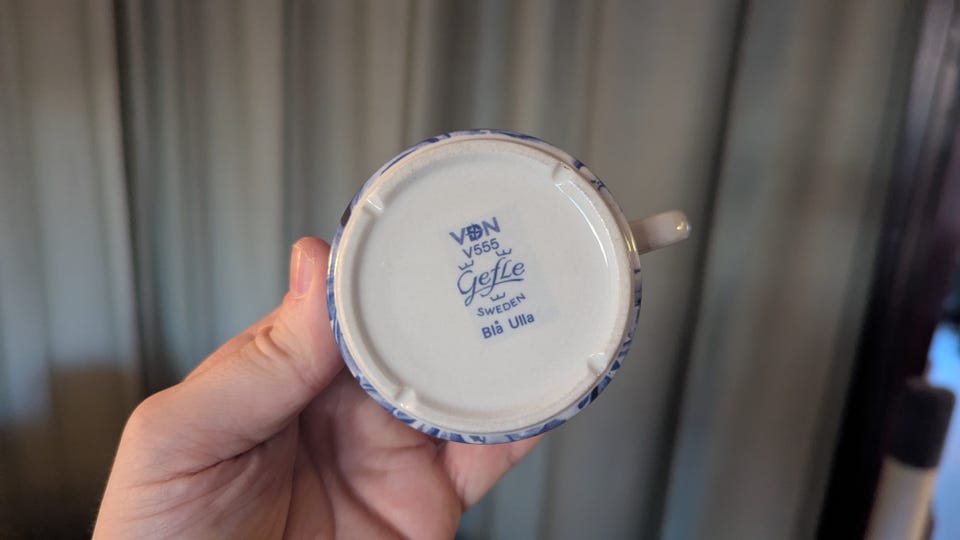 VDN
V555
Gefle
SWEDEN
Blå Ulla